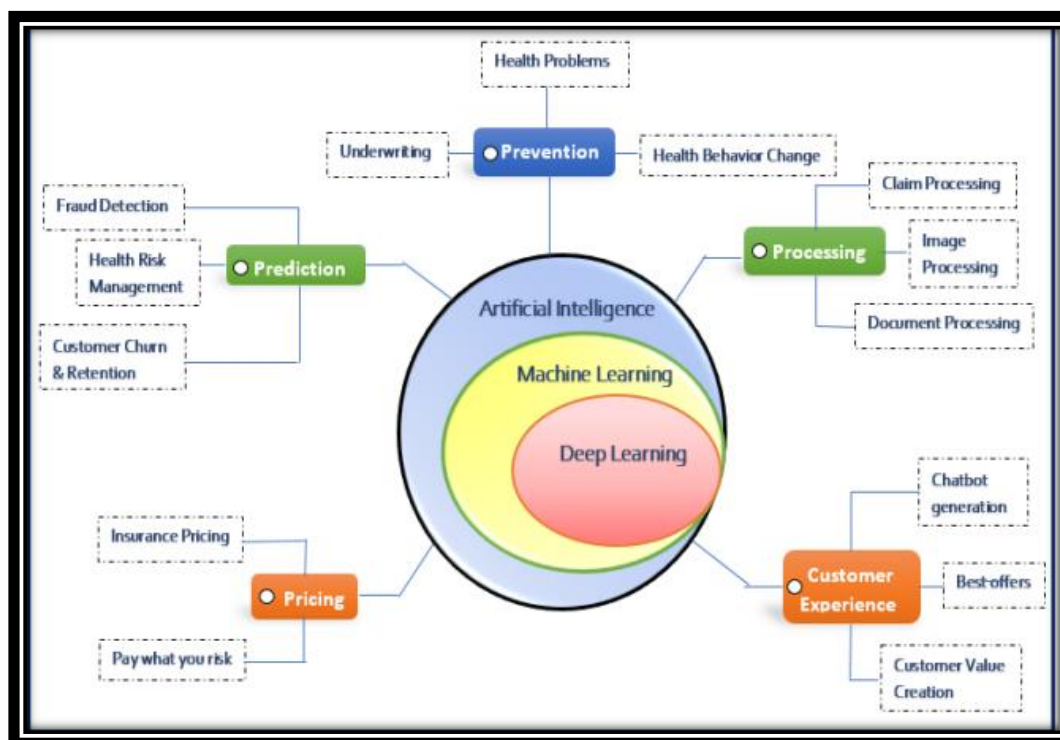 Health Problems
Underwriting
Prevention
Health Behavior Change
Claim Processing
Fraud Detection
Image
Processing
Processing
Health Risk
Management
Prediction
Document Processing
Customer Churn
& Retention
Artificial Intelligence
Machine Learning
Deep Learning
Chatbot
generation
Insurance Pricing
Customer
Experience
Best-offers
Pricing
Pay what you risk
Customer Value
Creation